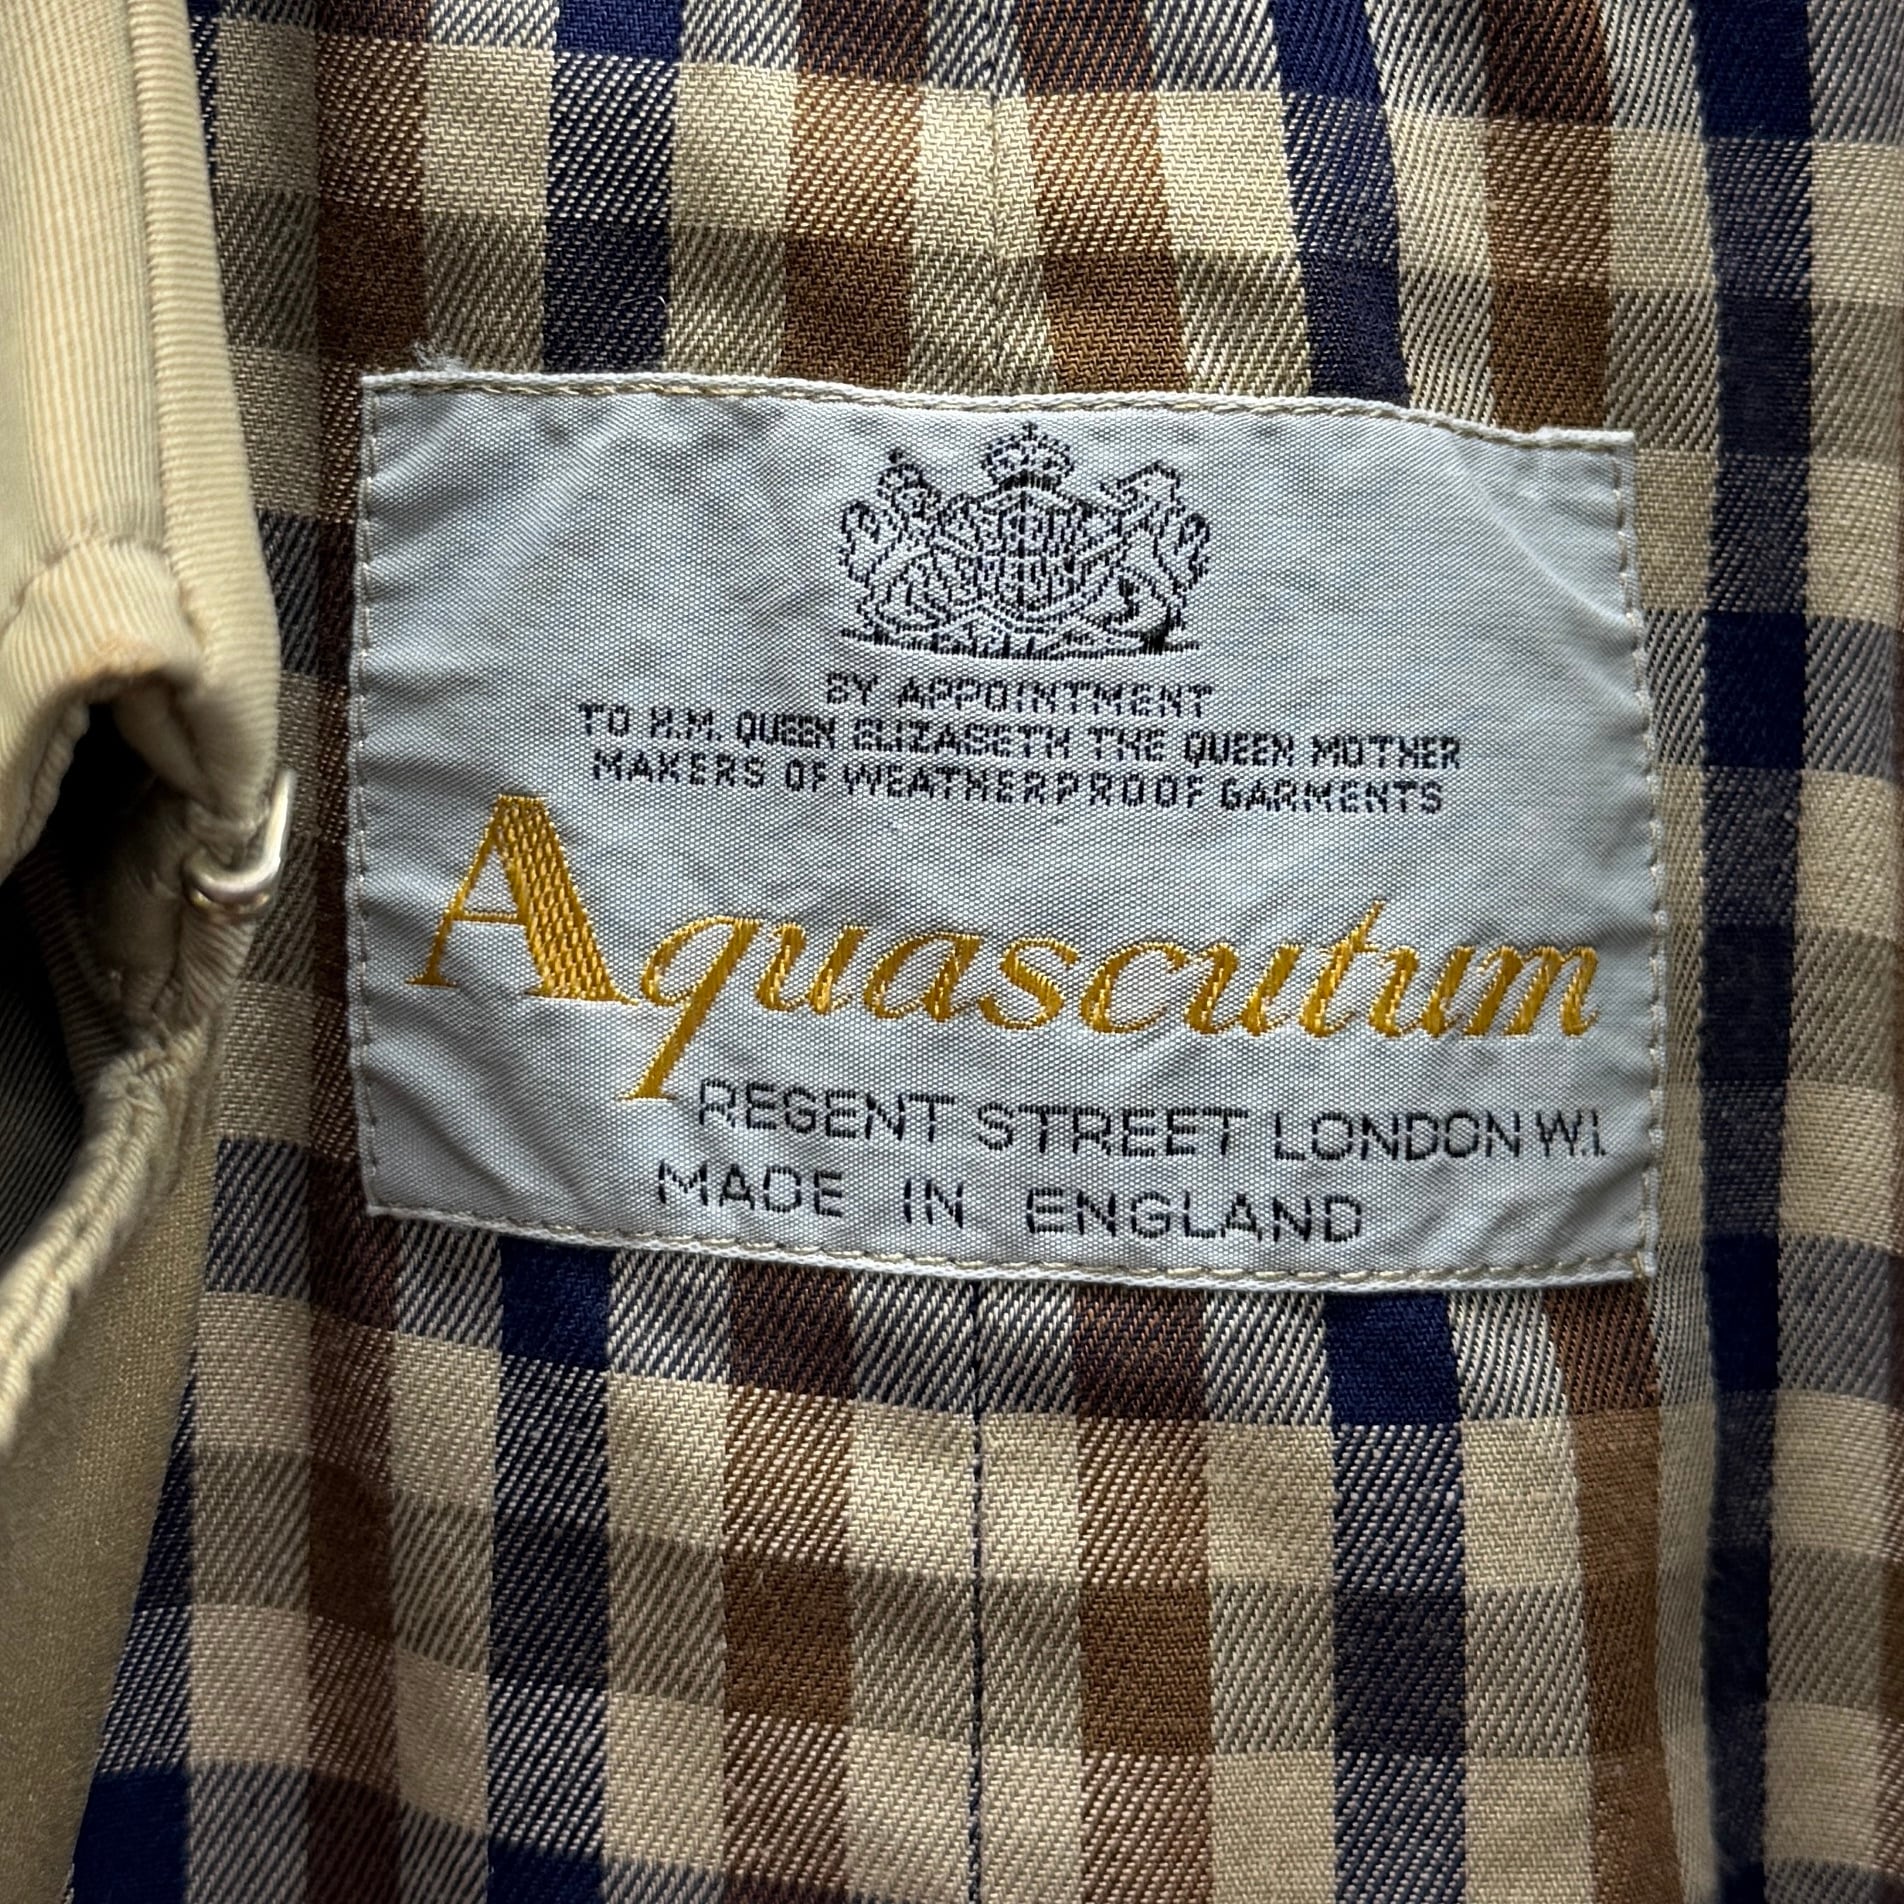 BY APPOINTMENT
TO H.M. QUEEN ELIZABETH THE QUEEN MOTHER
MAKERS OF WEATHERPROOF GARMENTS
Aquascutum
REGENT STREET LONDON W.1.
MADE IN ENGLAND